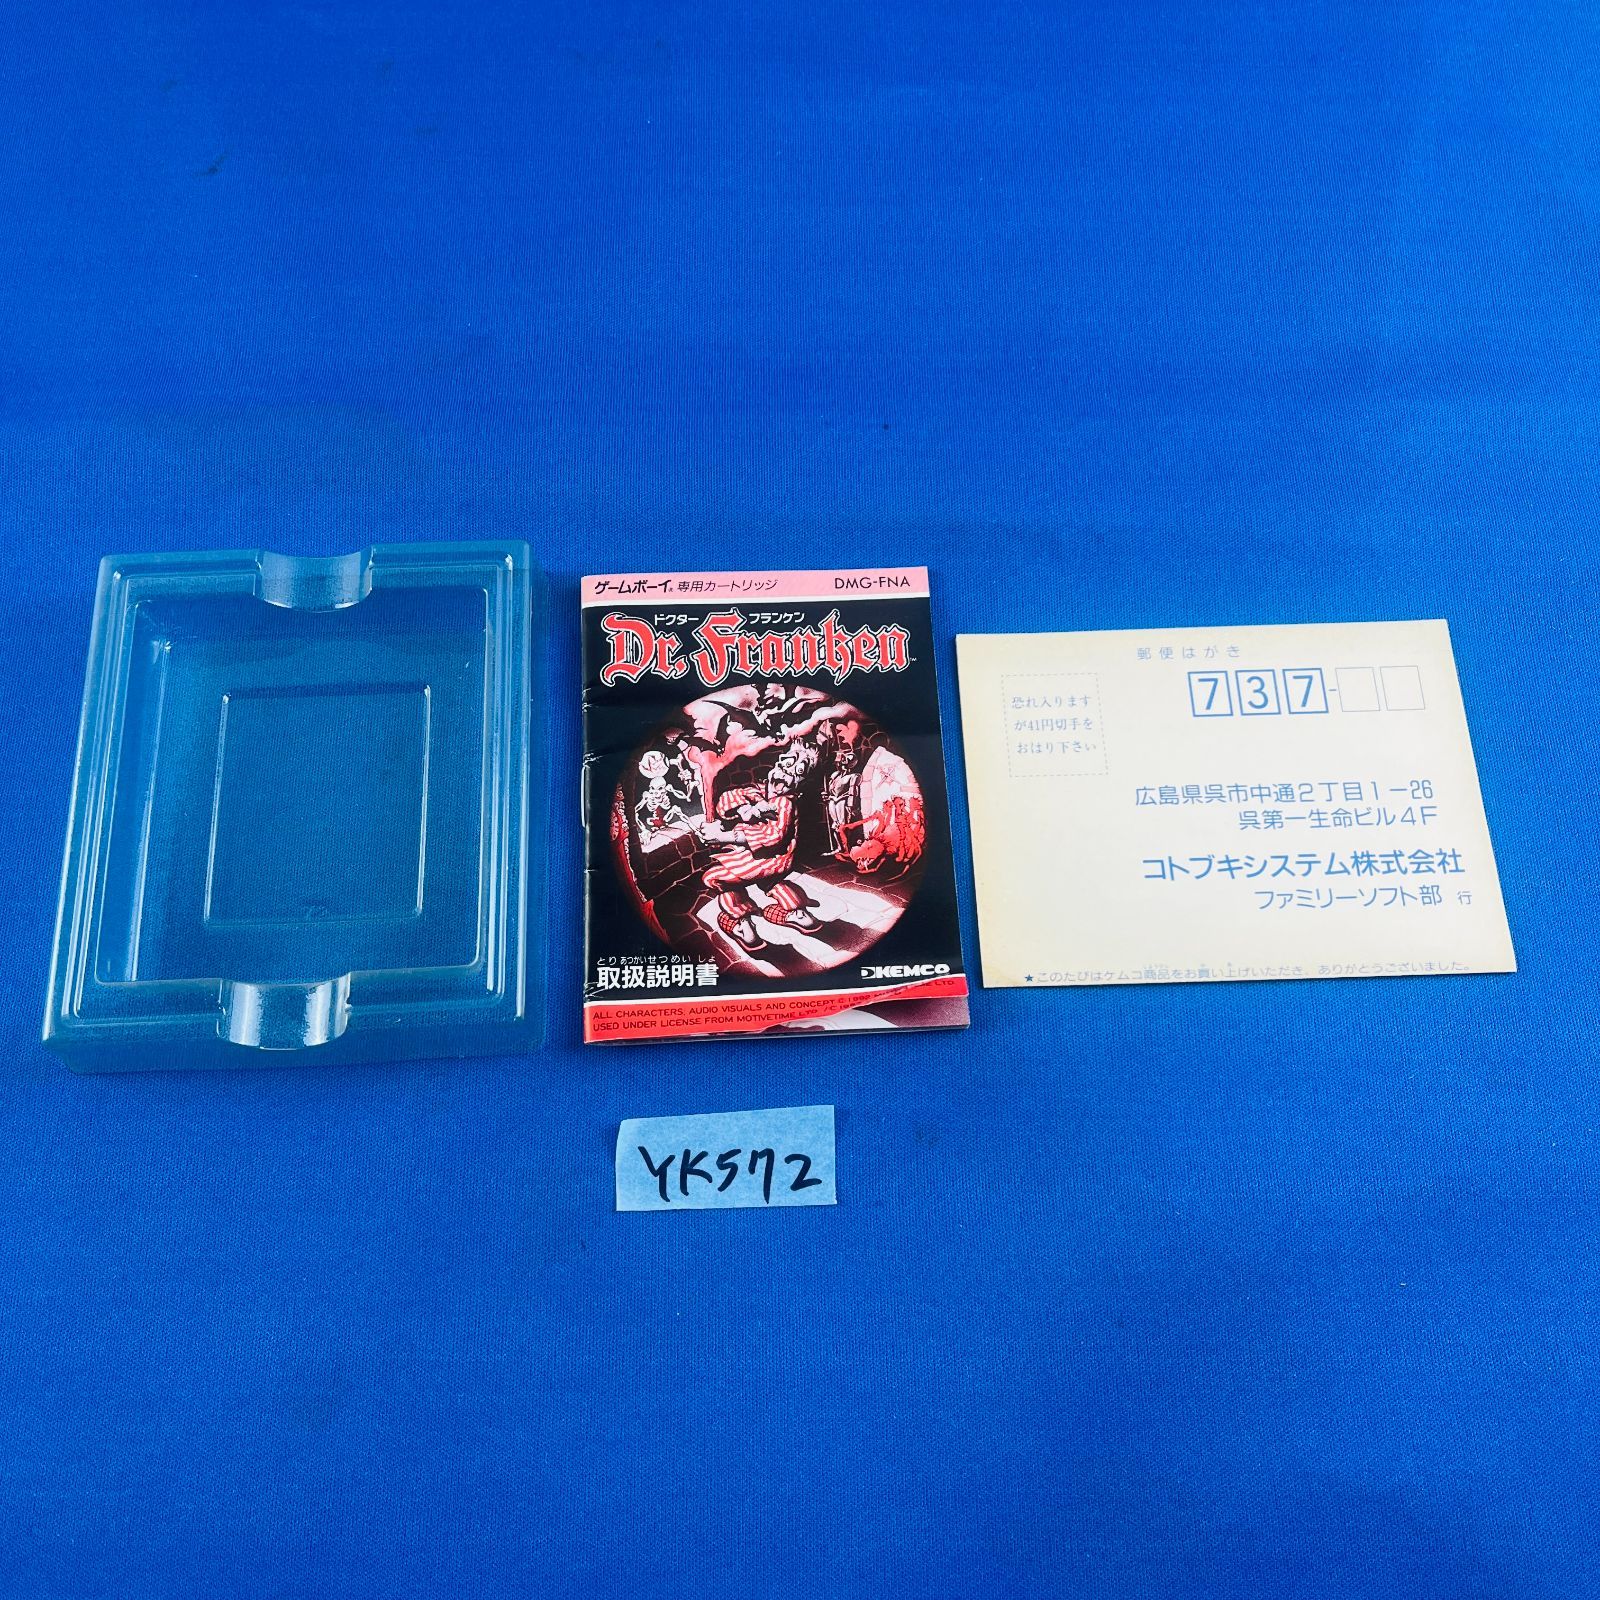 ゲームボーイ 専用カートリッジ DMG-FNA
ドクター フランケン
Dr. Franken™
とりあつかいせつめいしょ
取扱説明書
KEMCO
ALL CHARACTERS, AUDIO VISUALS AND CONCEPT © 1992
USED UNDER LICENSE FROM MOTIVETIME LTD.
郵便はがき
737-
恐れ入ります
が41円切手を
おはり下さい
広島県呉市中通2丁目1-26
呉第一生命ビル4F
コトブキシステム株式会社
ファミリーソフト部 行
★このたびはケムコ商品をお買い上げいただき、ありがとうございました。
YK572